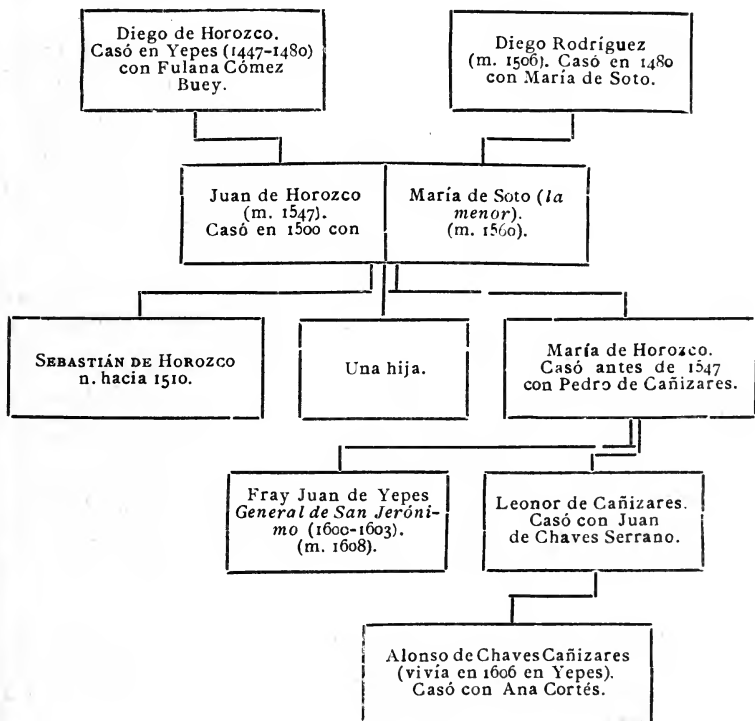 Diego de Horozco.
Casó en Yepes (1447-1480)
con Fulana Cómez
Buey.
Diego Rodríguez
(m. 1506). Casó en 1480
con María de Soto.
Juan de Horozco
(m. 1547).
Casó en 1500 con
María de Soto (la
menor).
(m. 1560).
SEBASTIÁN DE HOROZCO
n. hacia 1510.
Una hija.
María de Horozco.
Casó antes de 1547
con Pedro de Cañizares.
Fray Juan de Yepes
General de San Jeróni-
mo (1600-1603).
(m. 1608).
Leonor de Cañizares.
Casó con Juan
de Chaves Serrano.
Alonso de Chaves Cañizares
(vivía en 1606 en Yepes).
Casó con Ana Cortés.